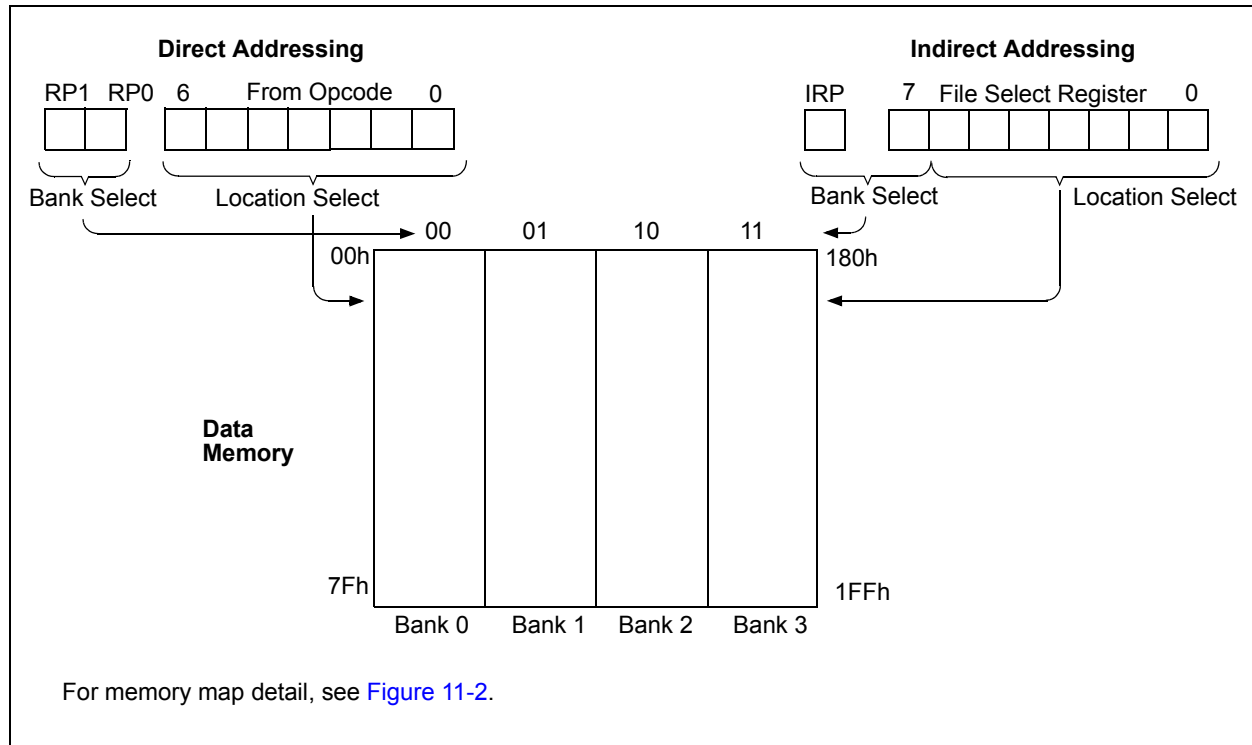 Direct Addressing
Indirect Addressing
RP1 RP0 6 From Opcode 0
IRP 7 File Select Register 0
Bank Select Location Select
Bank Select Location Select
00 01 10 11
00h 180h
Data
Memory
7Fh 1FFh
Bank 0 Bank 1 Bank 2 Bank 3
For memory map detail, see Figure 11-2.